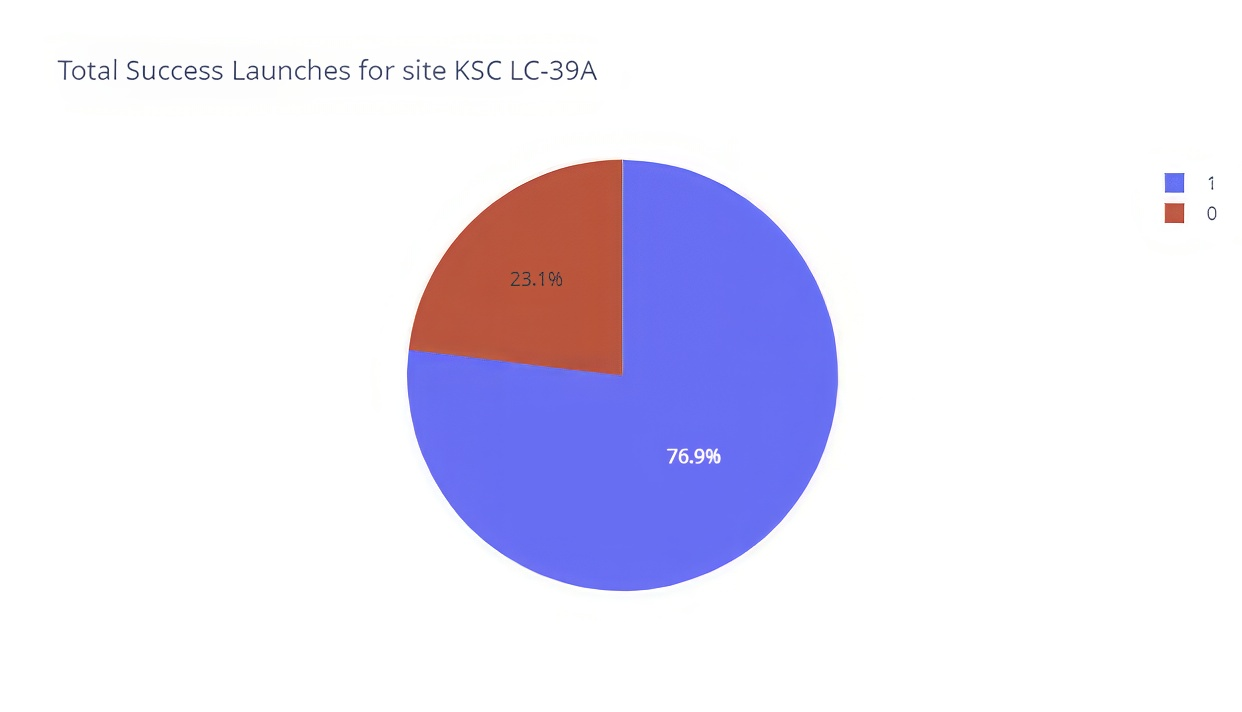 Total Success Launches for site KSC LC-39A
1
0
23.1%
76.9%